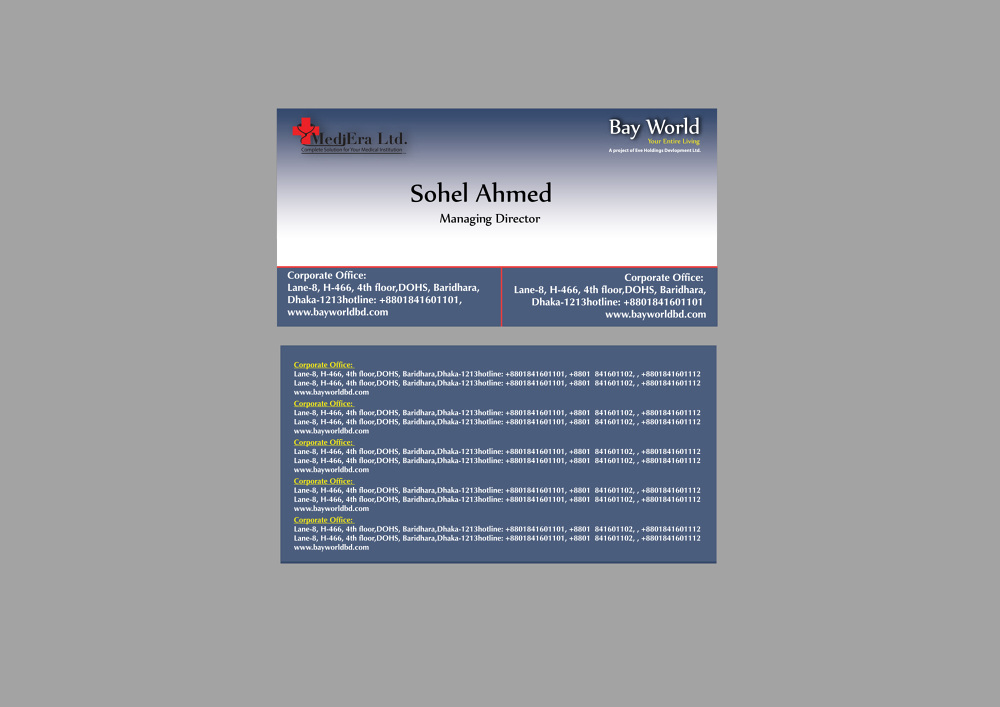 MedjEra Ltd.
Complete Solution for Your Medical Institution
Bay World
Your Entire Living
A project of Eve Holdings Devlopment Ltd.
Sohel Ahmed
Managing Director
Corporate Office:
Lane-8, H-466, 4th floor,DOHS, Baridhara,
Dhaka-1213hotline: +8801841601101,
www.bayworldbd.com
Corporate Office:
Lane-8, H-466, 4th floor,DOHS, Baridhara,
Dhaka-1213hotline: +8801841601101
www.bayworldbd.com
Corporate Office:
Lane-8, H-466, 4th floor,DOHS, Baridhara,Dhaka-1213hotline: +8801841601101, +8801  841601102, , +8801841601112
Lane-8, H-466, 4th floor,DOHS, Baridhara,Dhaka-1213hotline: +8801841601101, +8801  841601102, , +8801841601112
www.bayworldbd.com
Corporate Office:
Lane-8, H-466, 4th floor,DOHS, Baridhara,Dhaka-1213hotline: +8801841601101, +8801  841601102, , +8801841601112
Lane-8, H-466, 4th floor,DOHS, Baridhara,Dhaka-1213hotline: +8801841601101, +8801  841601102, , +8801841601112
www.bayworldbd.com
Corporate Office:
Lane-8, H-466, 4th floor,DOHS, Baridhara,Dhaka-1213hotline: +8801841601101, +8801  841601102, , +8801841601112
Lane-8, H-466, 4th floor,DOHS, Baridhara,Dhaka-1213hotline: +8801841601101, +8801  841601102, , +8801841601112
www.bayworldbd.com
Corporate Office:
Lane-8, H-466, 4th floor,DOHS, Baridhara,Dhaka-1213hotline: +8801841601101, +8801  841601102, , +8801841601112
Lane-8, H-466, 4th floor,DOHS, Baridhara,Dhaka-1213hotline: +8801841601101, +8801  841601102, , +8801841601112
www.bayworldbd.com
Corporate Office:
Lane-8, H-466, 4th floor,DOHS, Baridhara,Dhaka-1213hotline: +8801841601101, +8801  841601102, , +8801841601112
Lane-8, H-466, 4th floor,DOHS, Baridhara,Dhaka-1213hotline: +8801841601101, +8801  841601102, , +8801841601112
www.bayworldbd.com